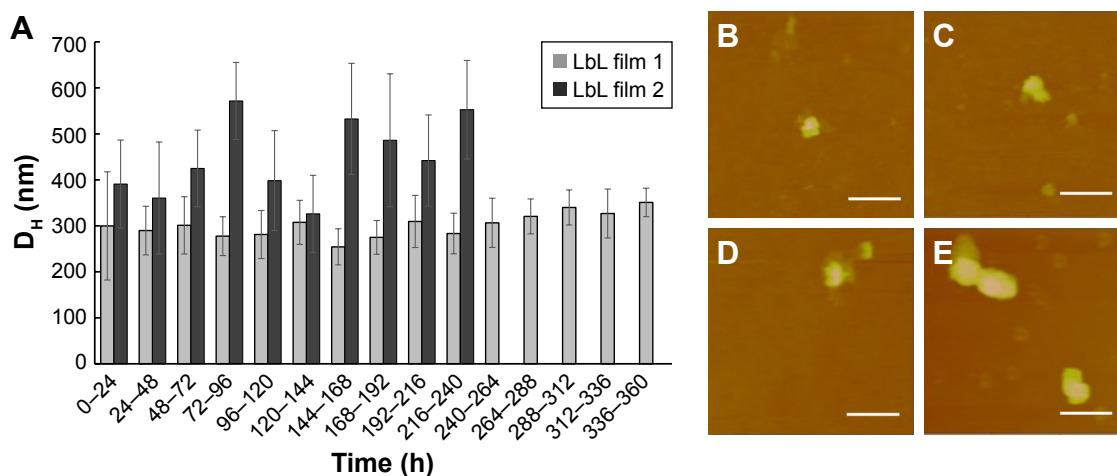 A
700
600
500
400
300
200
100
0
D_H (nm)
LbL film 1
LbL film 2
0–24
24–48
48–72
72–96
96–120
120–144
144–168
168–192
192–216
216–240
240–264
264–288
288–312
312–336
336–360
Time (h)
B
C
D
E